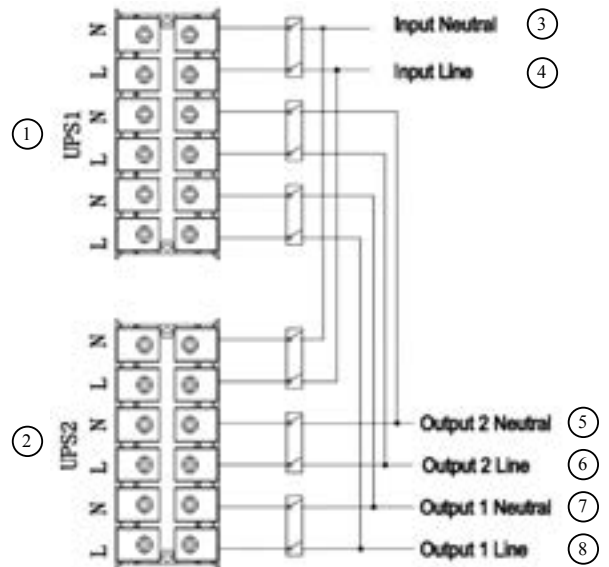 N
Input Neutral 3
L
Input Line 4
N
1 UPS1
L
N
L
N
L
N
Output 2 Neutral 5
2 UPS2
L
Output 2 Line 6
N
Output 1 Neutral 7
L
Output 1 Line 8